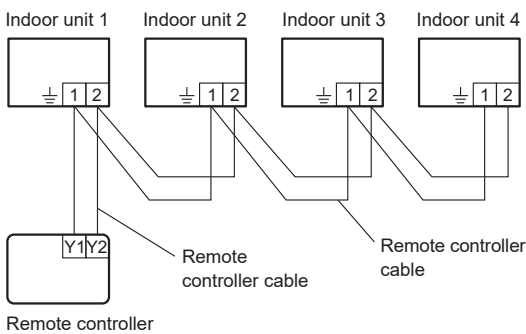 Indoor unit 1
Indoor unit 2
Indoor unit 3
Indoor unit 4
1 2
1 2
1 2
1 2
Y1 Y2
Remote
controller cable
Remote controller
cable
Remote controller